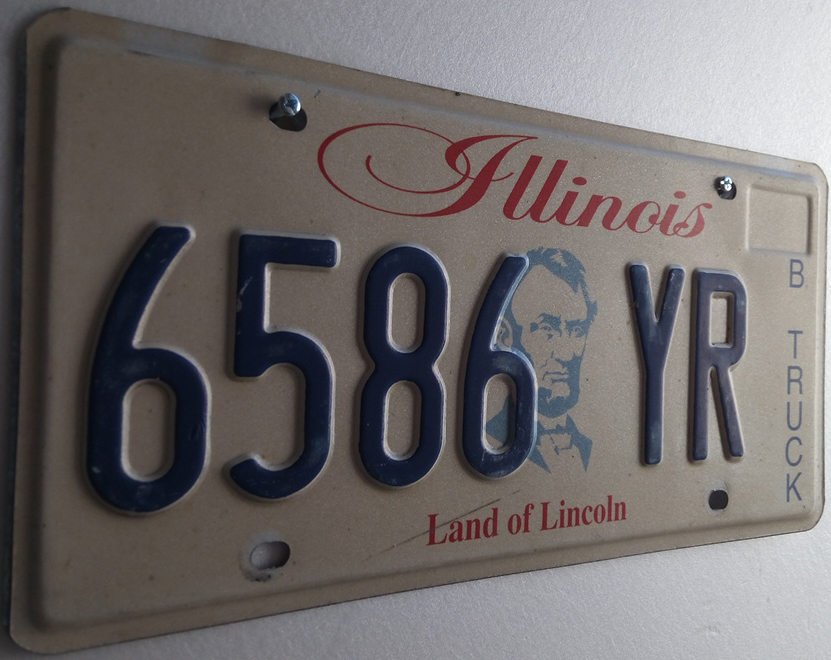 Illinois
6586 YR
B TRUCK
Land of Lincoln